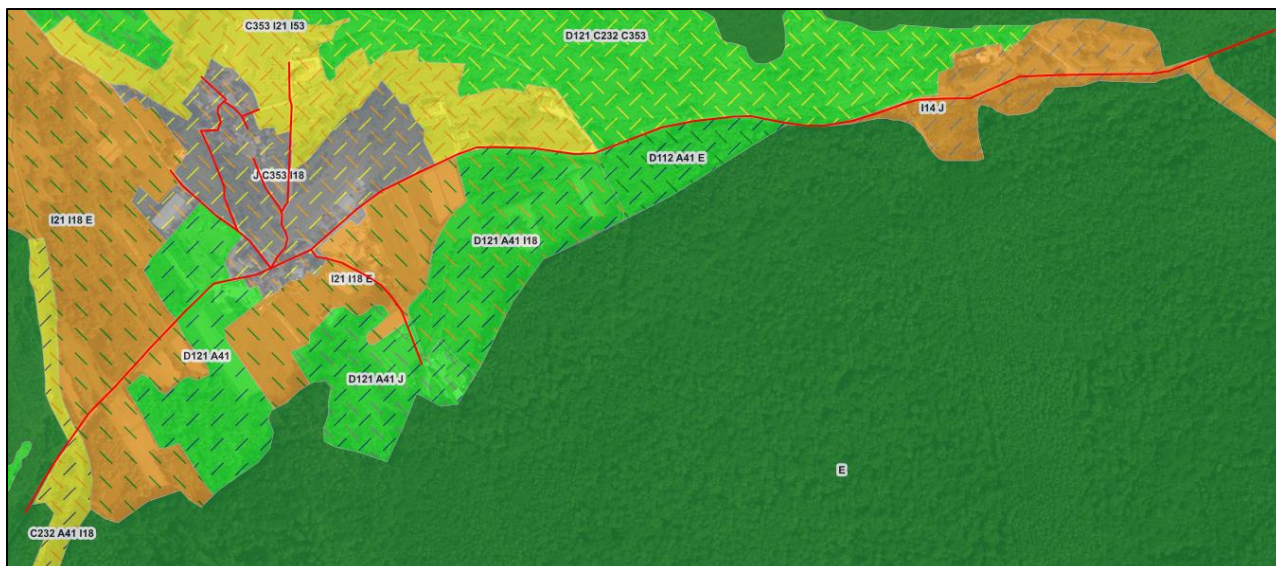 C353 I21 I53
D121 C232 C353
I14 J
D112 A41 E
J C353 I18
I21 I18 E
D121 A41 I18
I21 I18 E
D121 A41
D121 A41 J
E
C232 A41 I18